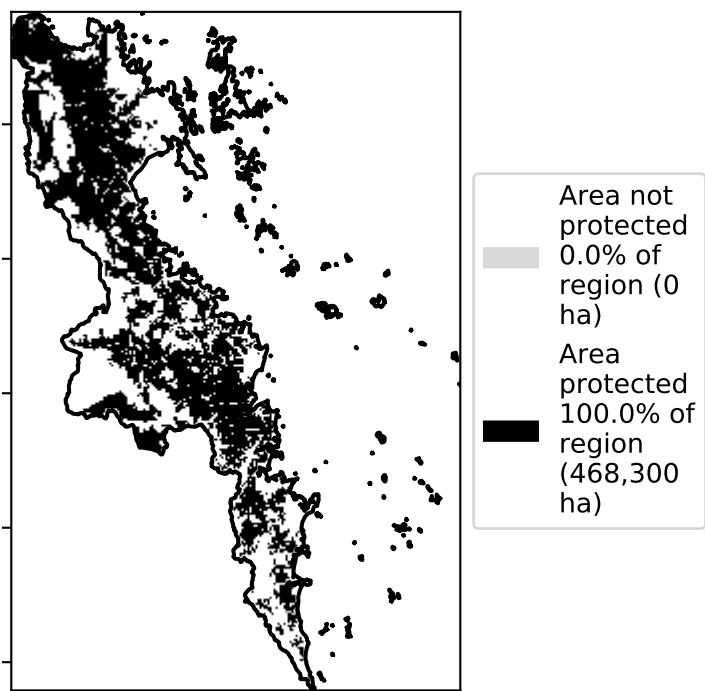 Area not
protected
0.0% of
region (0
ha)
Area
protected
100.0% of
region
(468,300
ha)